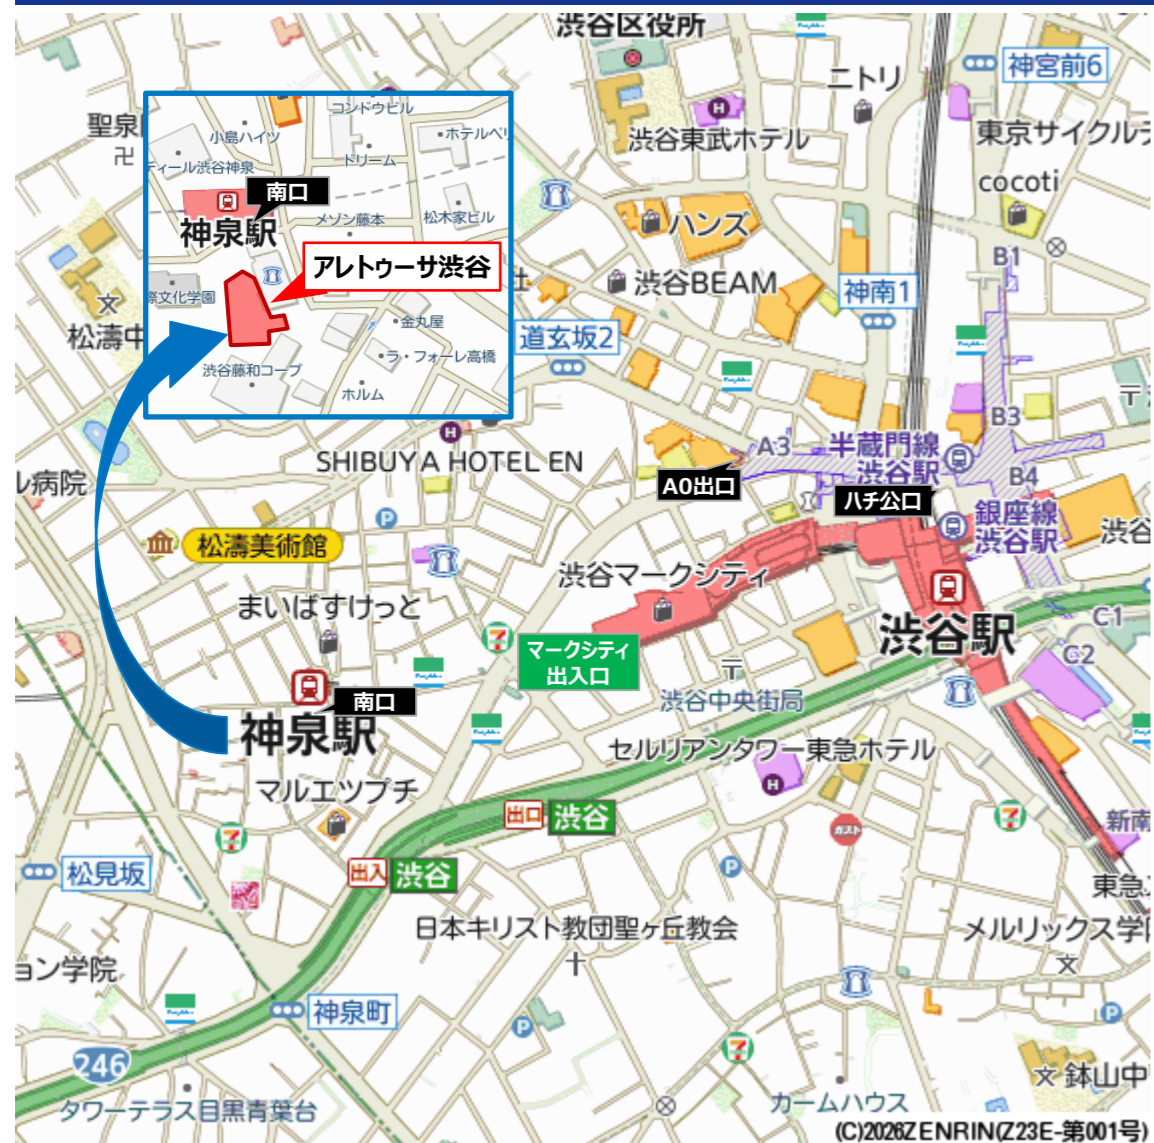 渋谷区役所
ニトリ
神宮前6
渋谷東武ホテル
東京サイクルデ
cocoti
ハンズ
B1
渋谷BEAM
神南1
道玄坂2
聖泉
コンドウビル
小島ハイツ
ホテルベリ
ティール渋谷神泉
ドリーム
南口
神泉駅
メゾン藤本
松木家ビル
アレトゥーサ渋谷
際文化学園
金丸屋
渋谷藤和コープ
ラ・フォーレ高橋
ホルム
松濤中
B3
A3
半蔵門線
渋谷駅
B4
SHIBUYA HOTEL EN
A0出口
ハチ公口
銀座線
渋谷駅
渋谷
ル病院
松濤美術館
渋谷マークシティ
まいばすけっと
マークシティ
出入口
渋谷駅
C1
C2
渋谷中央街局
南口
神泉駅
セルリアンタワー東急ホテル
マルエツプチ
出口 渋谷
ガスト
新南
出入 渋谷
松見坂
東急
日本キリスト教団聖ヶ丘教会
メルリックス学
ョン学院
神泉町
246
タワーテラス目黒青葉台
カームハウス
鉢山中
(C)2026ZENRIN(Z23E-第001号)